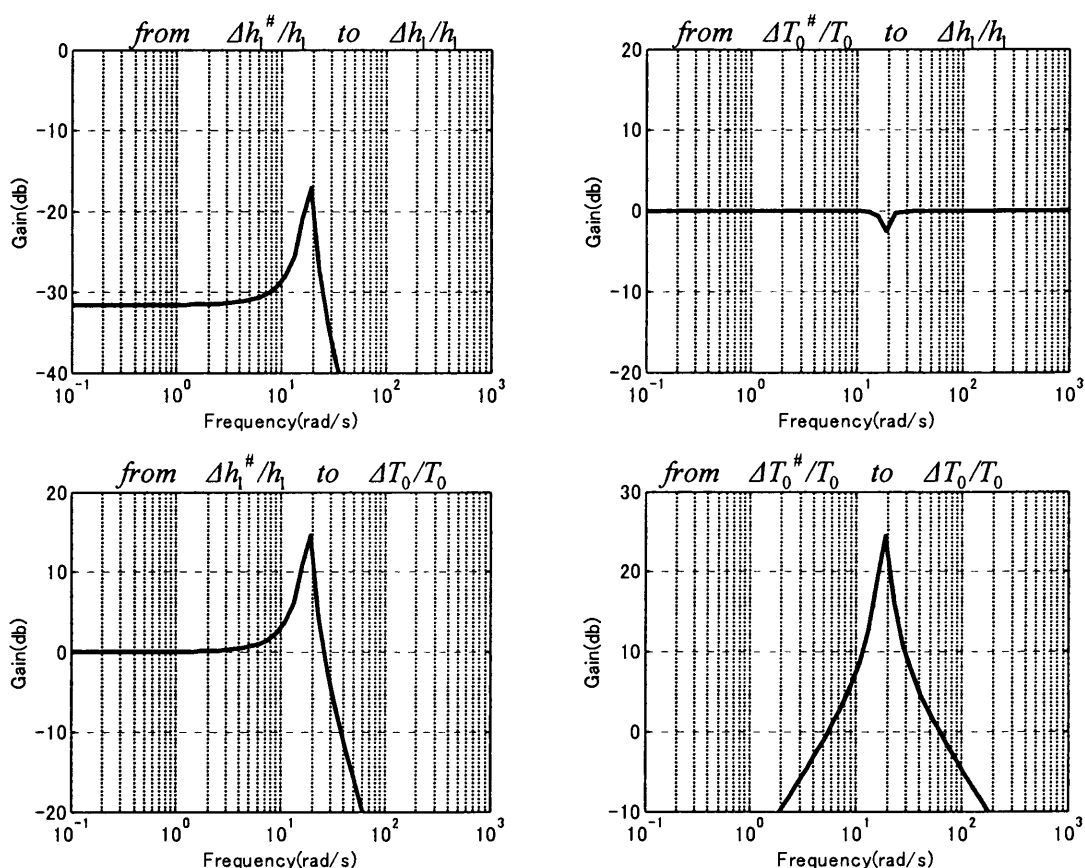 from Δh₁^#/h₁ to Δh₁/h₁
0
-10
-20
-30
-40
Gain(db)
10⁻¹ 10⁰ 10¹ 10² 10³
Frequency(rad/s)
from ΔT₀^#/T₀ to Δh₁/h₁
20
10
0
-10
-20
Gain(db)
10⁻¹ 10⁰ 10¹ 10² 10³
Frequency(rad/s)
from Δh₁^#/h₁ to ΔT₀/T₀
20
10
0
-10
-20
Gain(db)
10⁻¹ 10⁰ 10¹ 10² 10³
Frequency(rad/s)
from ΔT₀^#/T₀ to ΔT₀/T₀
30
20
10
0
-10
Gain(db)
10⁻¹ 10⁰ 10¹ 10² 10³
Frequency(rad/s)